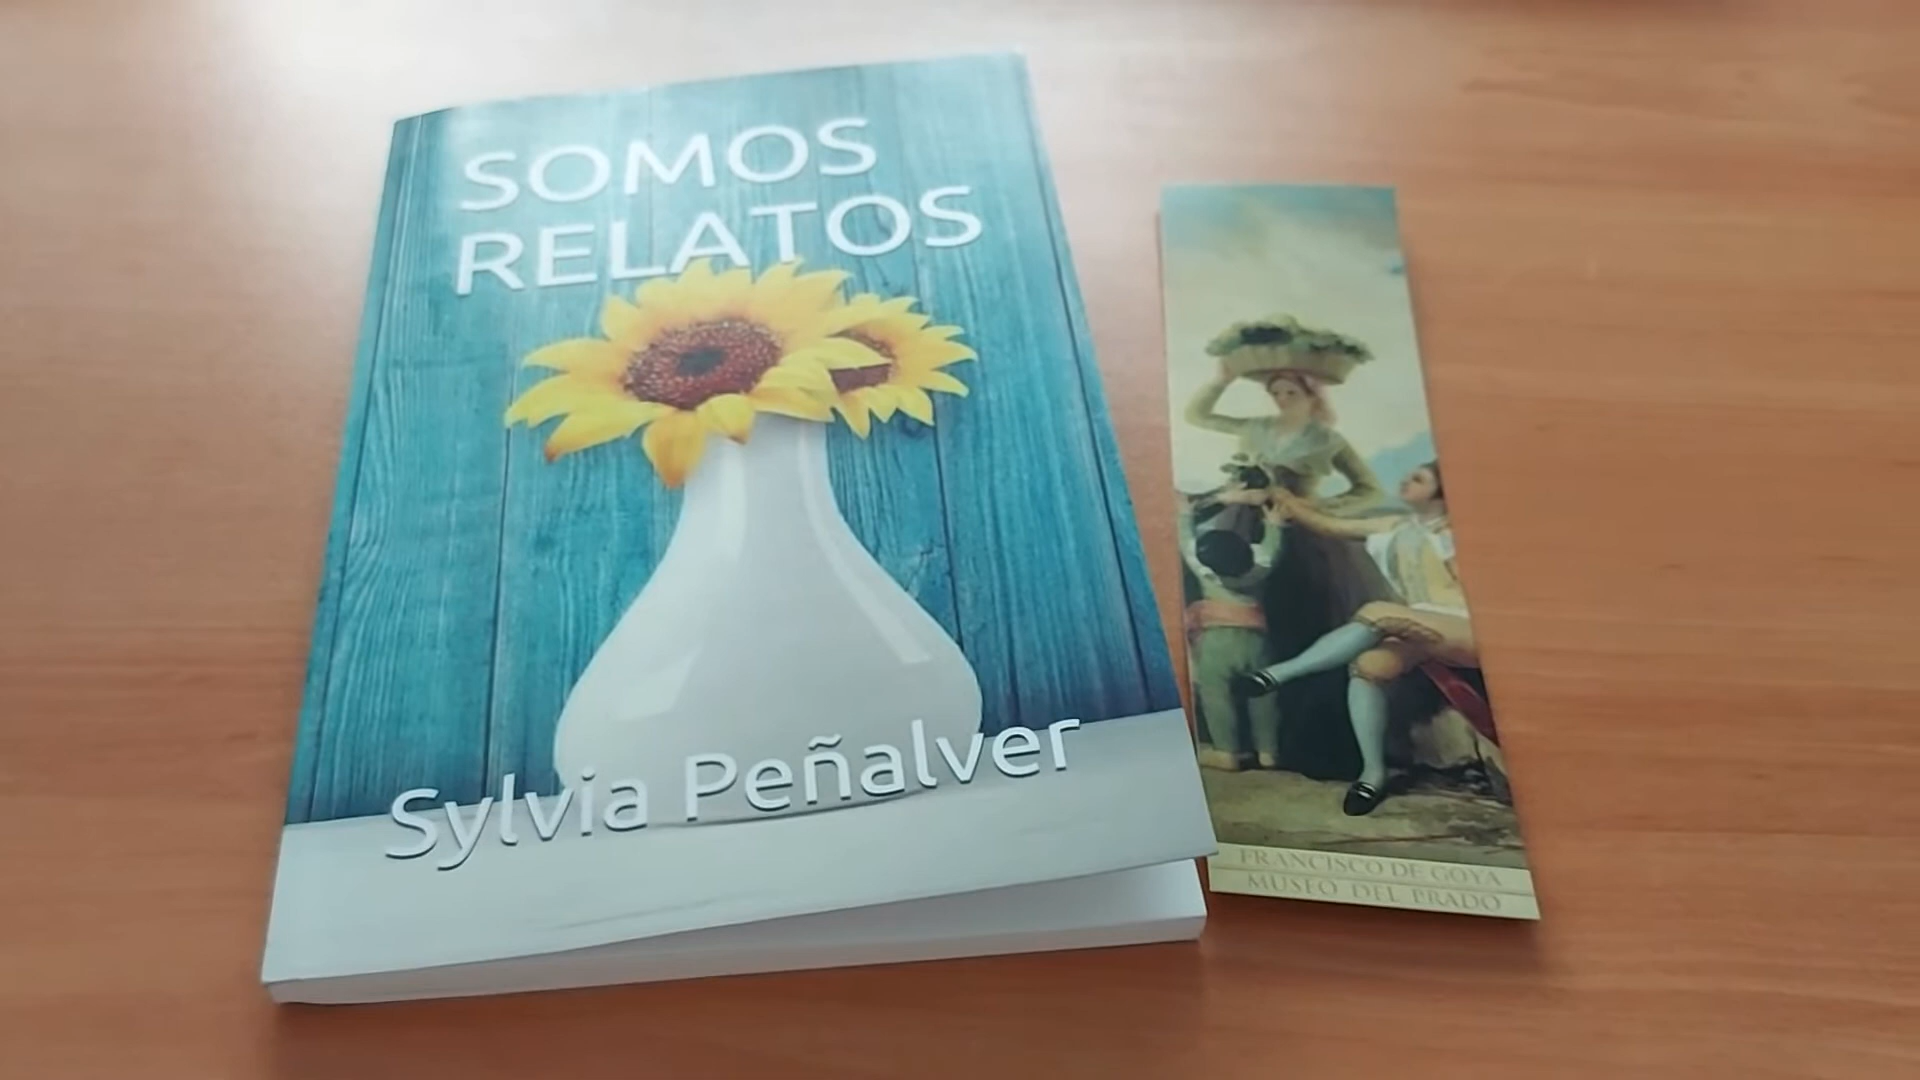 SOMOS
RELATOS
Sylvia Peñalver
FRANCISCO DE GOYA
MUSEO DEL PRADO